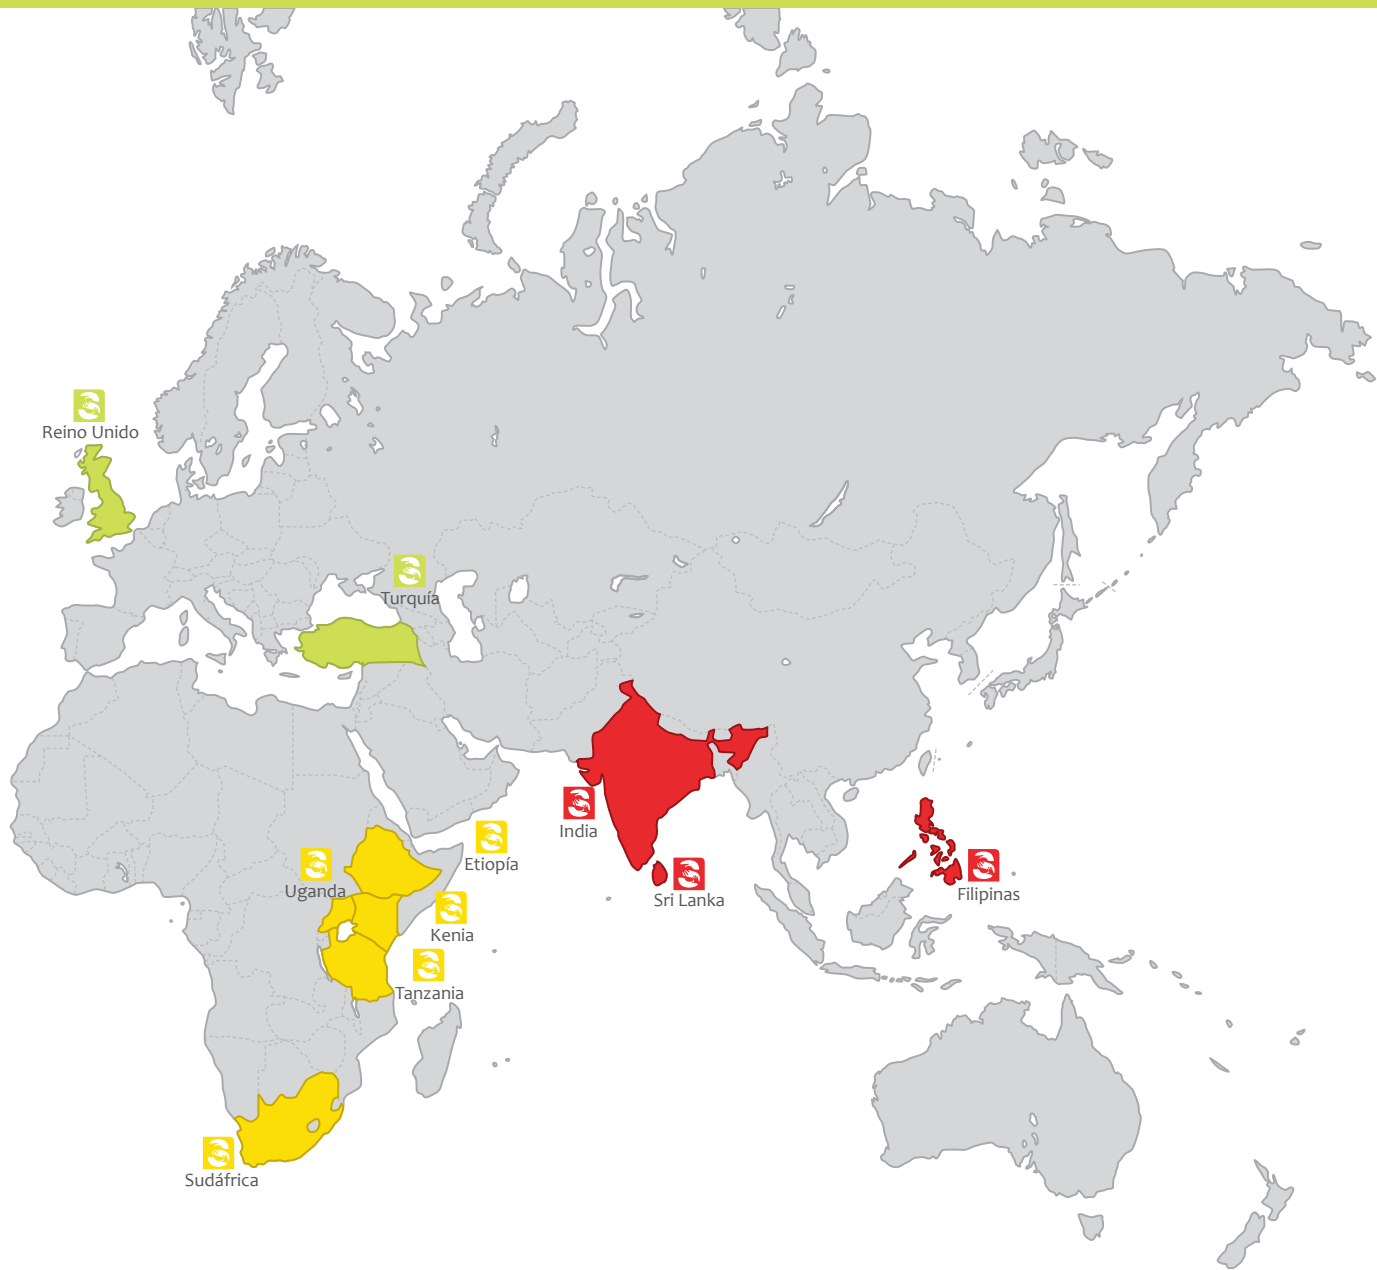 Reino Unido
Turquía
India
Etiopía
Uganda
Sri Lanka
Filipinas
Kenia
Tanzania
Sudáfrica